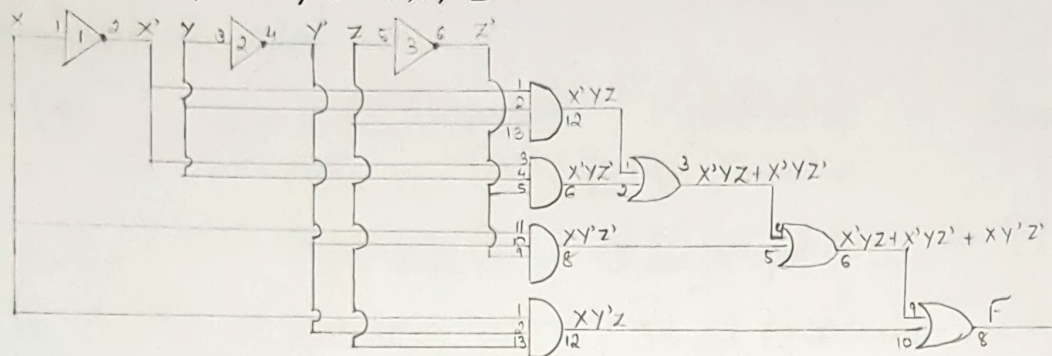 X 1 1 2 X' Y 3 2 4 Y' Z 5 3 6 Z'
1
2 X'YZ
13 12
3
4 X'YZ' 1 3 X'YZ + X'YZ'
5 6 2
11
10 XY'Z' 4 X'YZ + X'YZ' + XY'Z'
9 8 5 6
1
2 XY'Z 9 F
13 12 10 8